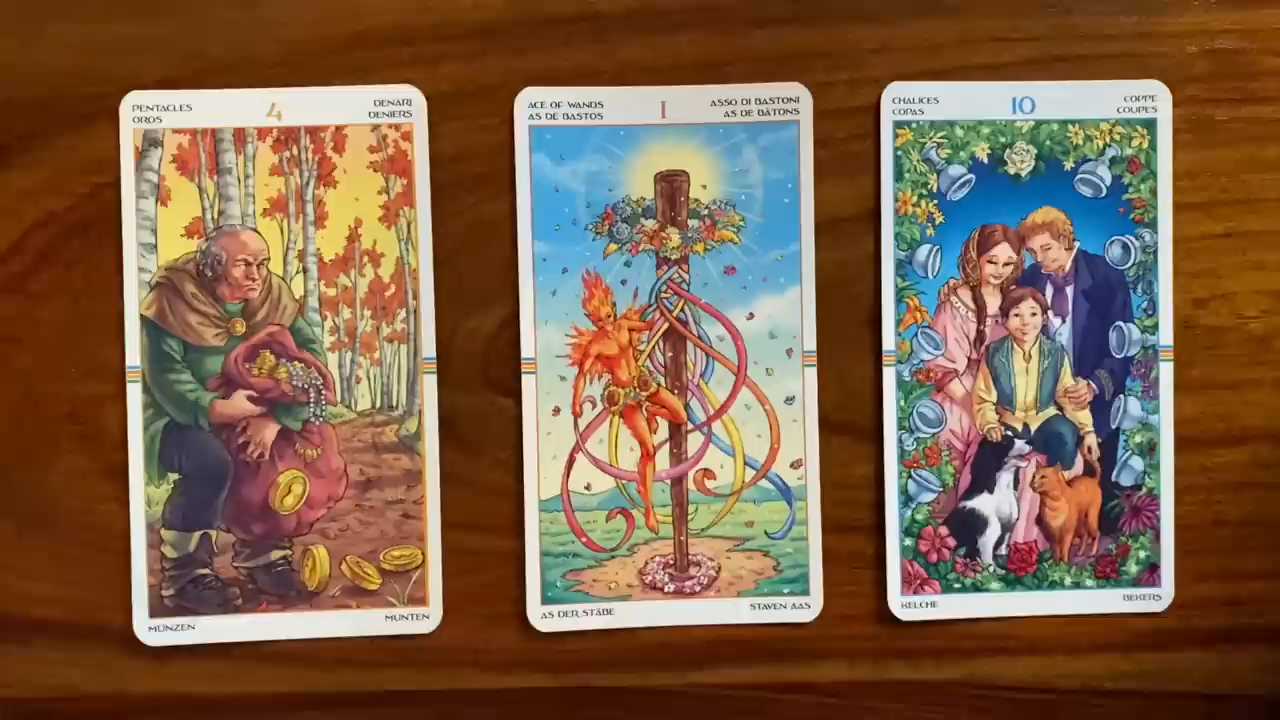 PENTACLES
OROS
4
DENARI
DENIERS
MÜNZEN
MUNTEN
ACE OF WANDS
AS DE BASTOS
I
ASSO DI BASTONI
AS DE BÂTONS
AS DER STÄBE
STAVEN AAS
CHALICES
COPAS
10
COPPE
COUPES
KELCHE
BEKERS